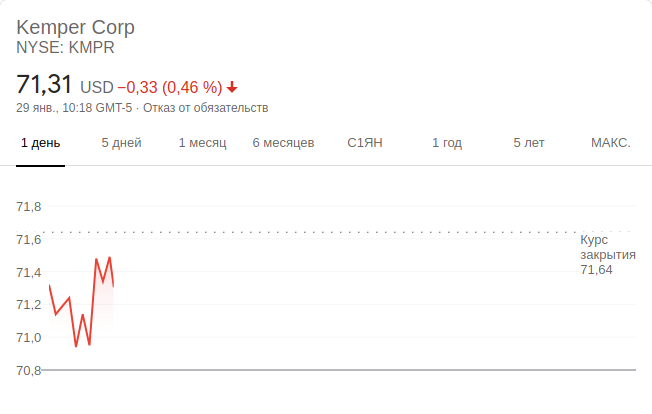 Kemper Corp
NYSE: KMPR
71,31 USD −0,33 (0,46 %)
29 янв., 10:18 GMT-5 · Отказ от обязательств
1 день 5 дней 1 месяц 6 месяцев С1ЯН 1 год 5 лет МАКС.
71,8
71,6
Курс
закрытия
71,64
71,4
71,2
71,0
70,8